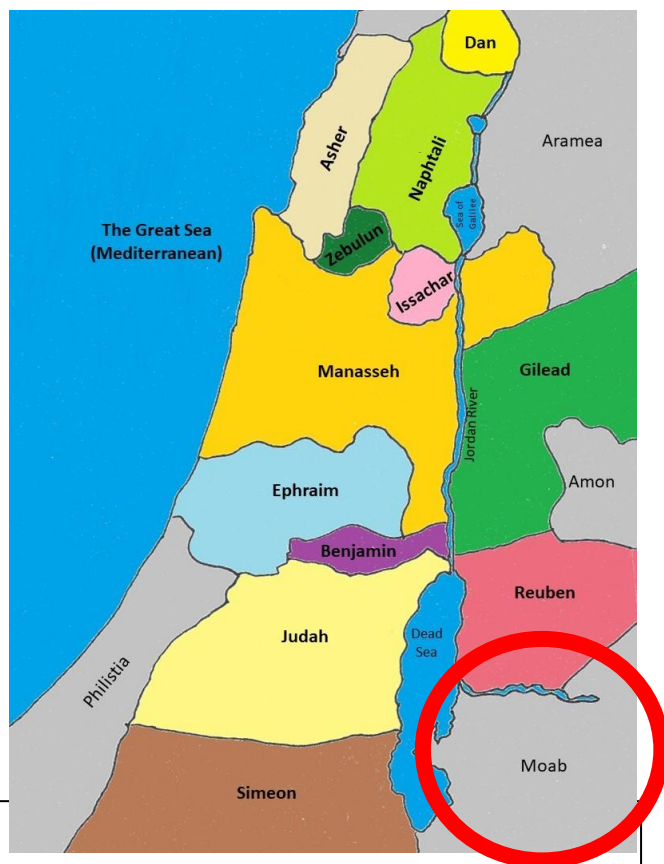 Dan
Aramea
Asher
Naphtali
Sea of
Galilee
The Great Sea
(Mediterranean)
Zebulun
Issachar
Manasseh
Gilead
Jordan River
Amon
Ephraim
Benjamin
Reuben
Judah
Dead
Sea
Philistia
Moab
Simeon